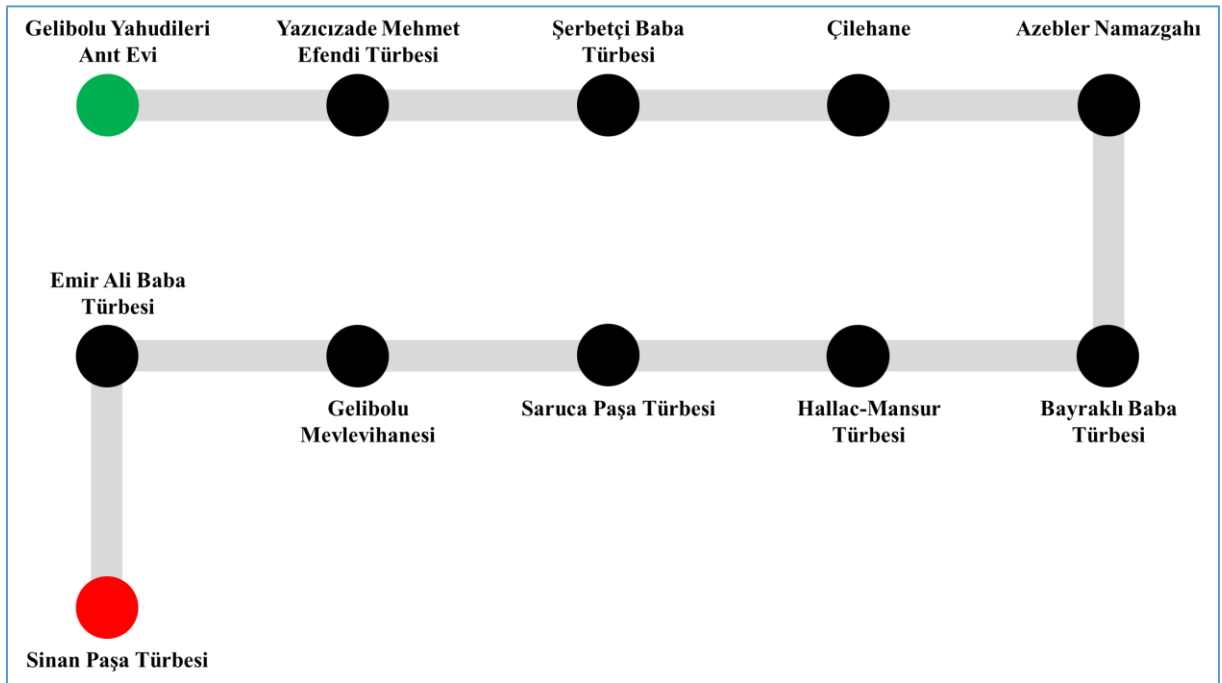 Gelibolu Yahudileri
Anıt Evi
Yazıcızade Mehmet
Efendi Türbesi
Şerbetçi Baba
Türbesi
Çilehane
Azebler Namazgahı
Emir Ali Baba
Türbesi
Gelibolu
Mevlevihanesi
Saruca Paşa Türbesi
Hallac-Mansur
Türbesi
Bayraklı Baba
Türbesi
Sinan Paşa Türbesi